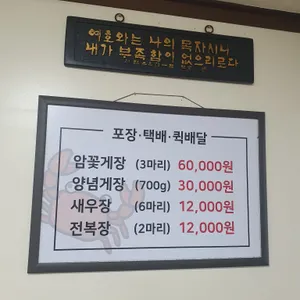 여호와는 나의 목자시니
내가 부족함이 없으리로다
포장·택배·퀵배달
암꽃게장 (3마리) 60,000원
양념게장 (700g) 30,000원
새우장 (6마리) 12,000원
전복장 (2마리) 12,000원